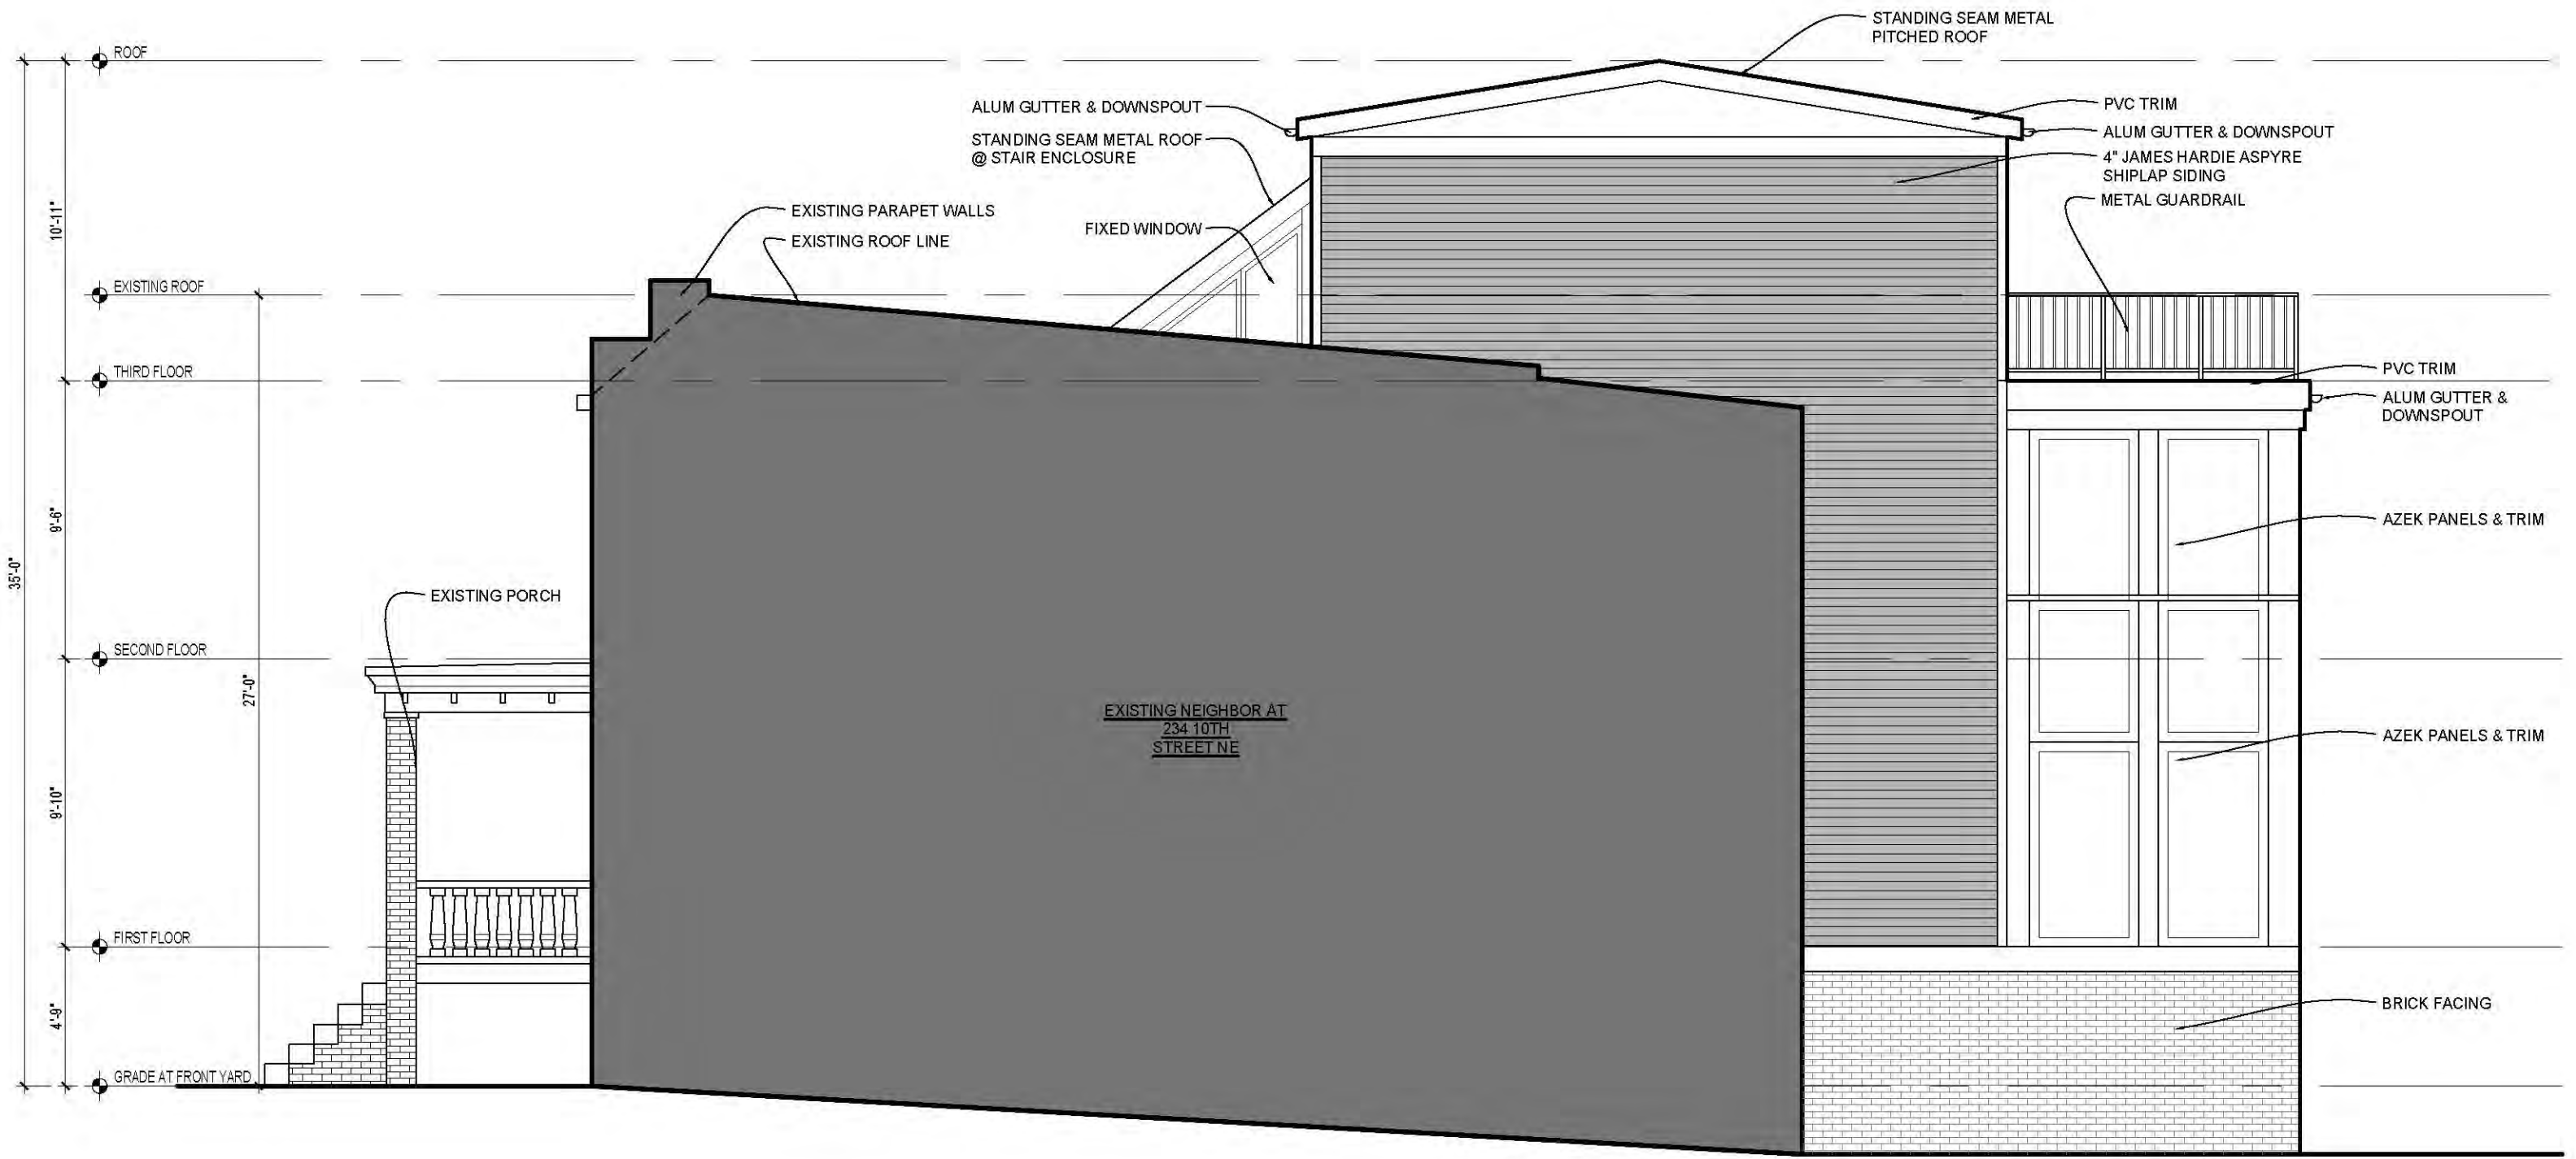 STANDING SEAM METAL
PITCHED ROOF
ROOF
ALUM GUTTER & DOWNSPOUT
PVC TRIM
ALUM GUTTER & DOWNSPOUT
STANDING SEAM METAL ROOF
@ STAIR ENCLOSURE
4" JAMES HARDIE ASPYRE
SHIPLAP SIDING
METAL GUARDRAIL
EXISTING PARAPET WALLS
10'-11"
FIXED WINDOW
EXISTING ROOF LINE
EXISTING ROOF
THIRD FLOOR
PVC TRIM
ALUM GUTTER &
DOWNSPOUT
9'-6"
AZEK PANELS & TRIM
35'-0"
EXISTING PORCH
SECOND FLOOR
27'-0"
EXISTING NEIGHBOR AT
234 10TH
STREET NE
AZEK PANELS & TRIM
9'-10"
FIRST FLOOR
4'-9"
BRICK FACING
GRADE AT FRONT YARD